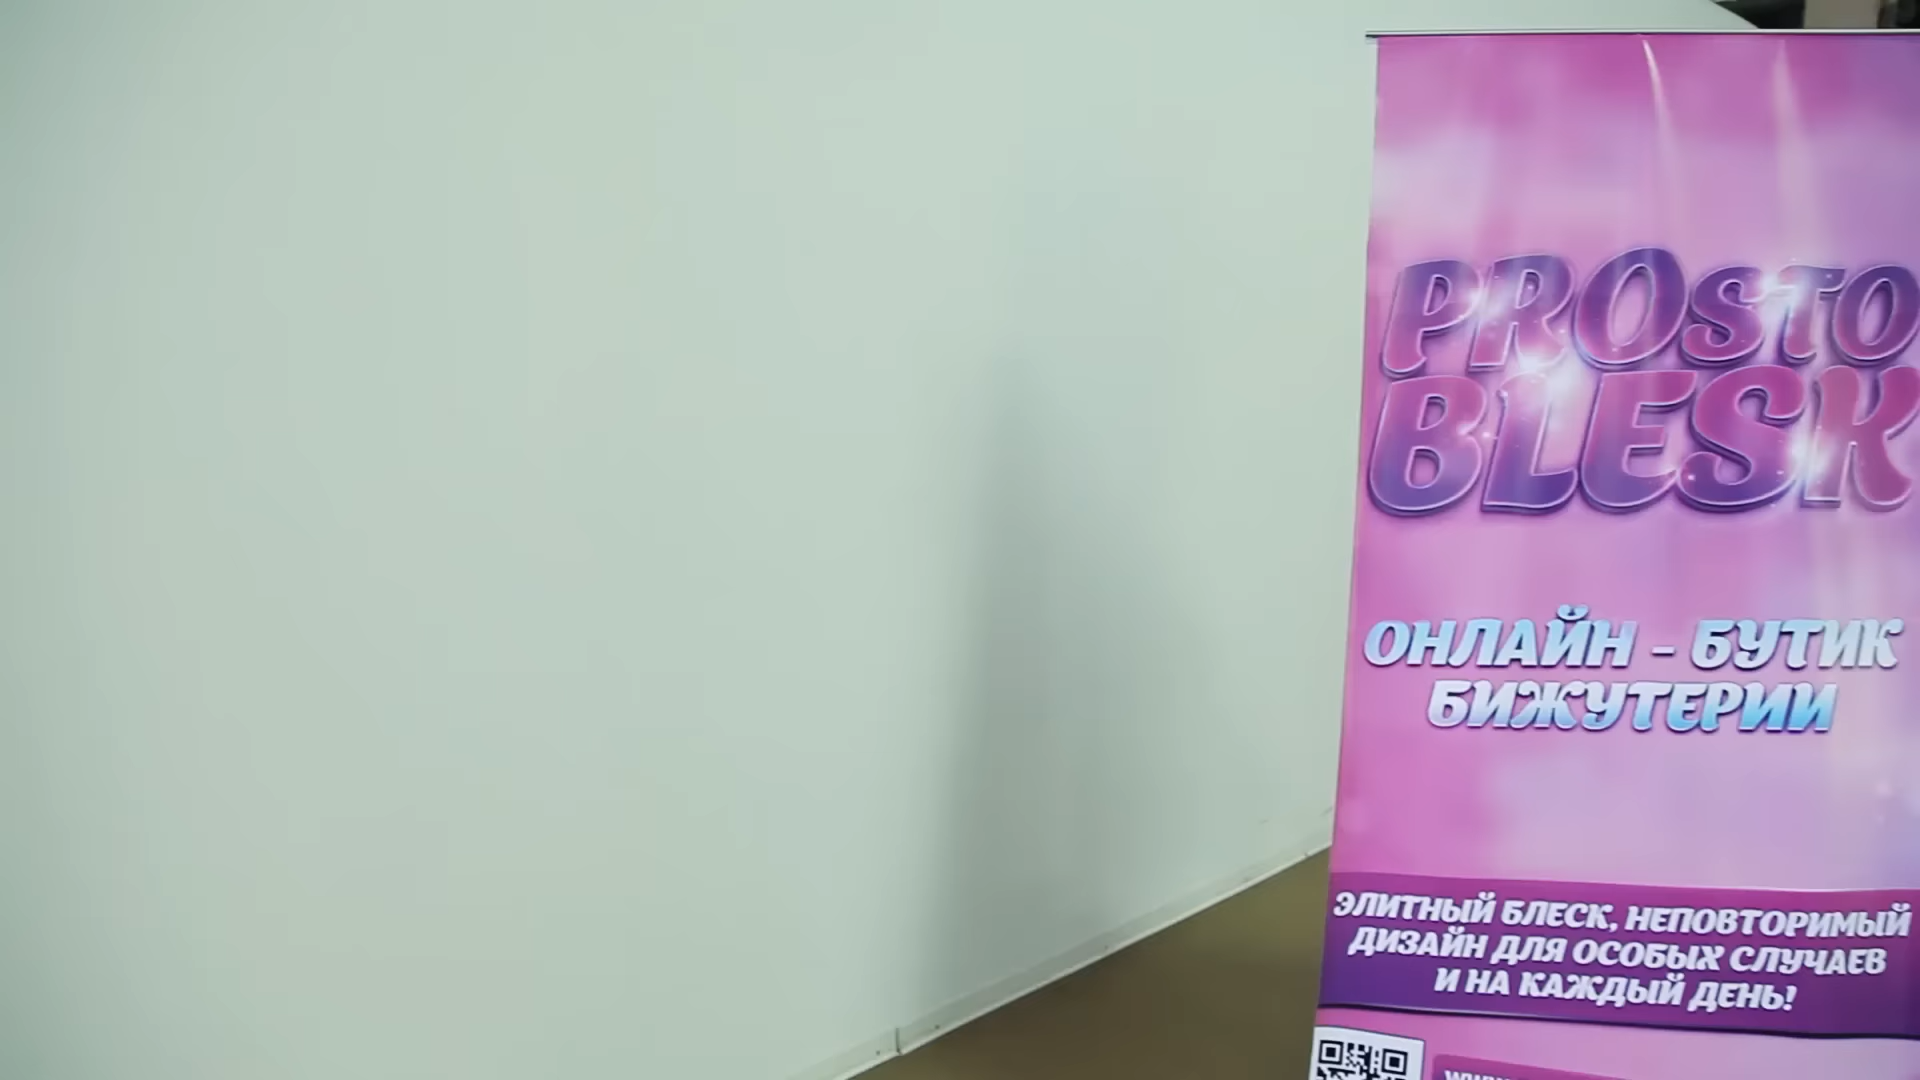 PROSTO
BLESK
ОНЛАЙН - БУТИК
БИЖУТЕРИИ
ЭЛИТНЫЙ БЛЕСК, НЕПОВТОРИМЫЙ
ДИЗАЙН ДЛЯ ОСОБЫХ СЛУЧАЕВ
И НА КАЖДЫЙ ДЕНЬ!